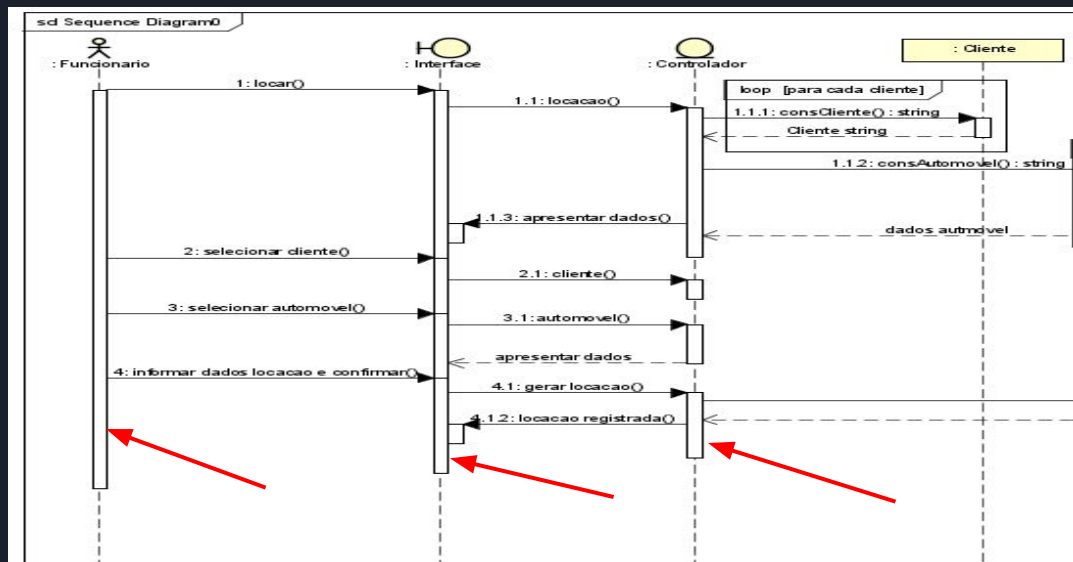 sd Sequence Diagram0
: Funcionario
: Interface
: Controlador
: Cliente
1: locar()
1.1: locacao()
loop [para cada cliente]
1.1.1: consCliente() : string
Cliente string
1.1.2: consAutomovel() : string
1.1.3: apresentar dados()
dados autmovel
2: selecionar cliente()
2.1: cliente()
3: selecionar automovel()
3.1: automovel()
apresentar dados
4: informar dados locacao e confirmar()
4.1: gerar locacao()
4.1.2: locacao registrada()